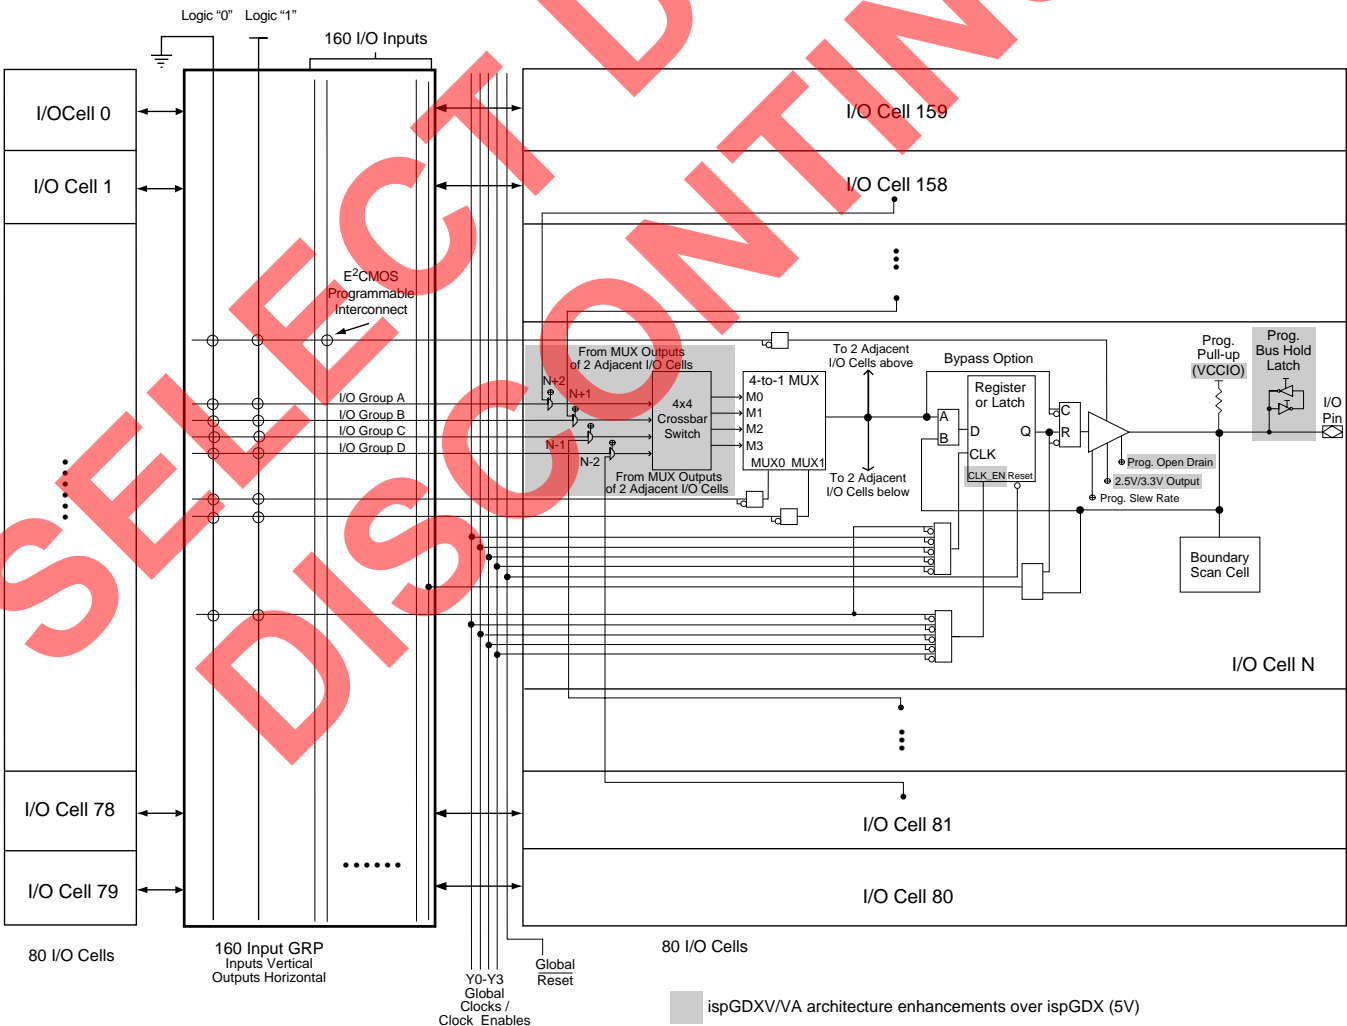 Logic “0” Logic “1”
160 I/O Inputs
I/OCell 0
I/O Cell 159
I/O Cell 1
I/O Cell 158
E2CMOS
Programmable
Interconnect
From MUX Outputs
of 2 Adjacent I/O Cells
N+2
N+1
N-1
N-2
I/O Group A
I/O Group B
I/O Group C
I/O Group D
4x4
Crossbar
Switch
From MUX Outputs
of 2 Adjacent I/O Cells
4-to-1 MUX
M0
M1
M2
M3
MUX0 MUX1
To 2 Adjacent
I/O Cells above
To 2 Adjacent
I/O Cells below
Bypass Option
Register
or Latch
A
B
D
Q
CLK
CLK_EN Reset
C
R
Prog.
Pull-up
(VCCIO)
Prog.
Bus Hold
Latch
I/O
Pin
Prog. Open Drain
2.5V/3.3V Output
Prog. Slew Rate
Boundary
Scan Cell
I/O Cell N
I/O Cell 78
I/O Cell 81
I/O Cell 79
I/O Cell 80
80 I/O Cells
160 Input GRP
Inputs Vertical
Outputs Horizontal
80 I/O Cells
Y0-Y3
Global
Clocks /
Clock_Enables
Global
Reset
ispGDXV/VA architecture enhancements over ispGDX (5V)
SELECT D
DISCONTIN